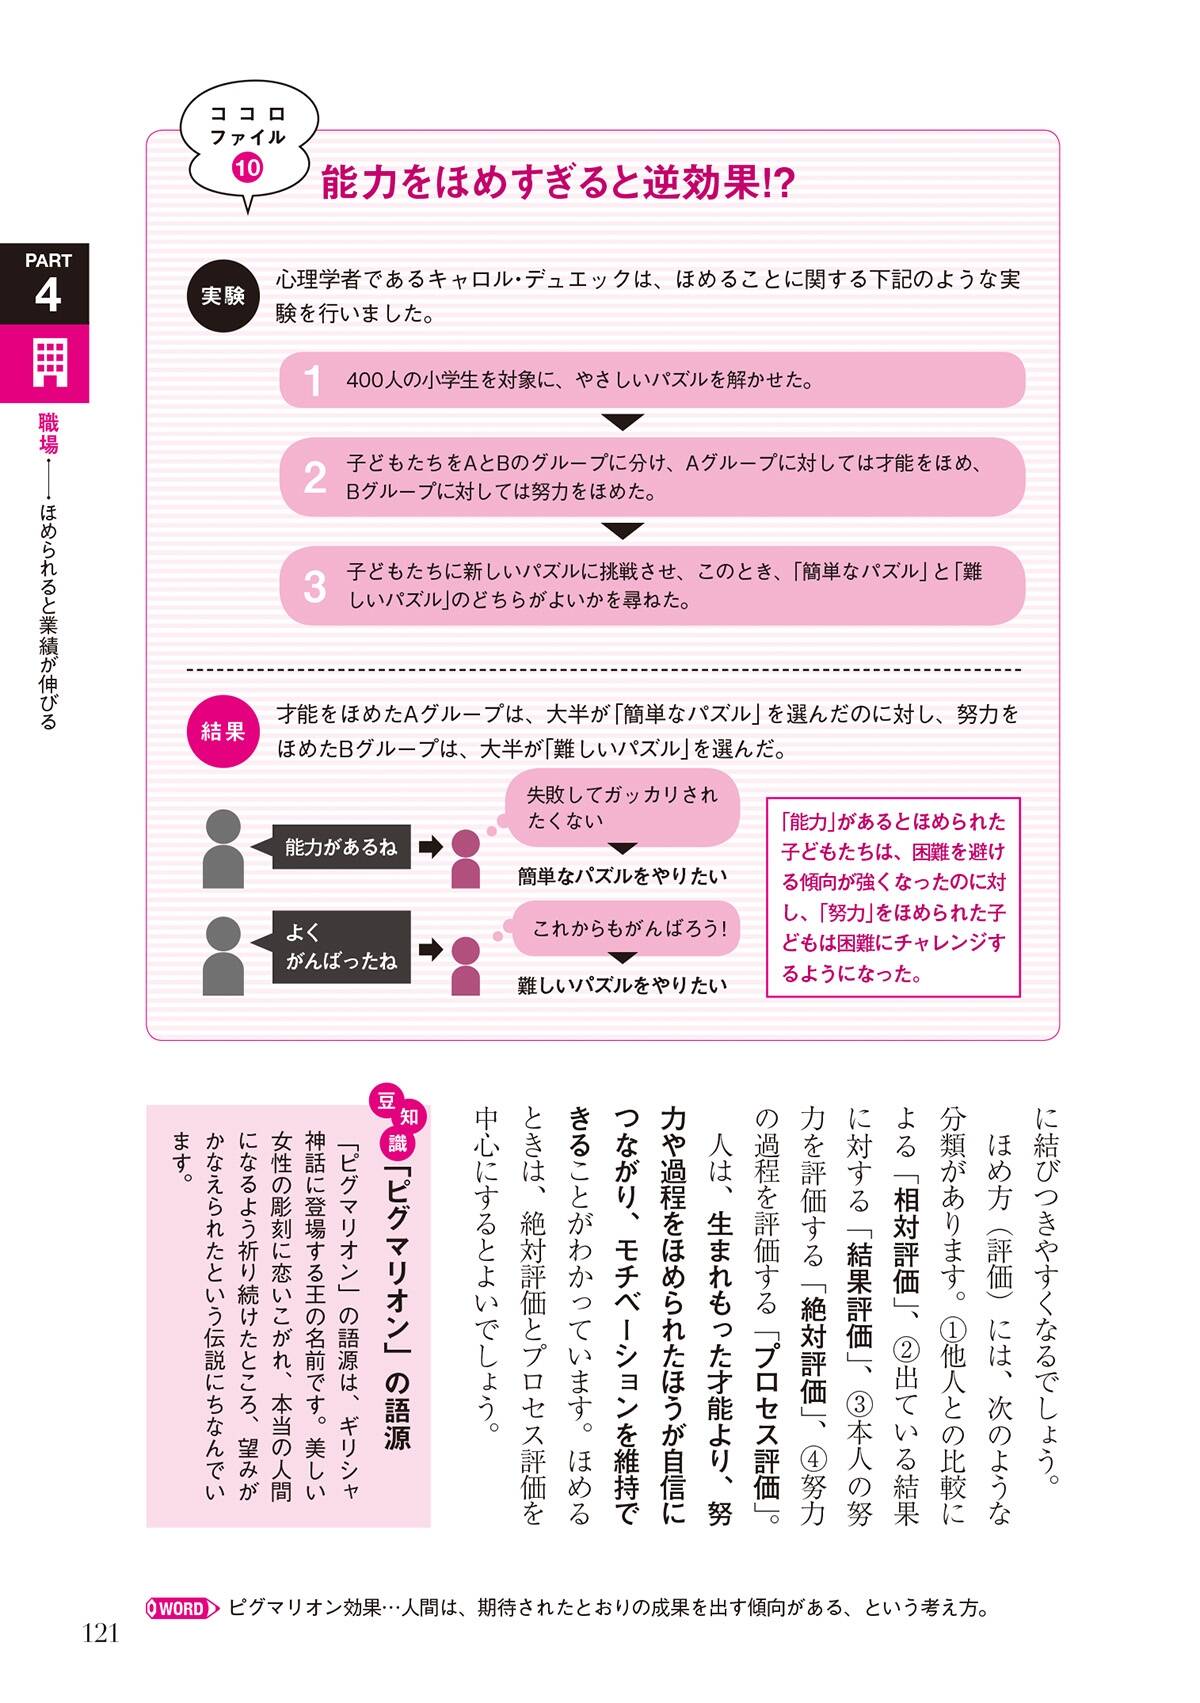 ココロ
ファイル
10
能力をほめすぎると逆効果!?
PART
4
職場――ほめられると業績が伸びる
実験
心理学者であるキャロル・デュエックは、ほめることに関する下記のような実
験を行いました。
1
400人の小学生を対象に、やさしいパズルを解かせた。
2
子どもたちをAとBのグループに分け、Aグループに対しては才能をほめ、
Bグループに対しては努力をほめた。
3
子どもたちに新しいパズルに挑戦させ、このとき、「簡単なパズル」と「難
しいパズル」のどちらがよいかを尋ねた。
結果
才能をほめたAグループは、大半が「簡単なパズル」を選んだのに対し、努力を
ほめたBグループは、大半が「難しいパズル」を選んだ。
能力があるね
失敗してガッカリされ
たくない
簡単なパズルをやりたい
よく
がんばったね
これからもがんばろう!
難しいパズルをやりたい
「能力」があるとほめられた
子どもたちは、困難を避け
る傾向が強くなったのに対
し、「努力」をほめられた子
どもは困難にチャレンジす
るようになった。
に結びつきやすくなるでしょう。
ほめ方（評価）には、次のような
分類があります。①他人との比較に
よる「相対評価」、②出ている結果
に対する「結果評価」、③本人の努
力を評価する「絶対評価」、④努力
の過程を評価する「プロセス評価」。
人は、生まれもった才能より、努
力や過程をほめられたほうが自信に
つながり、モチベーションを維持で
きることがわかっています。ほめる
ときは、絶対評価とプロセス評価を
中心にするとよいでしょう。
豆知識
「ピグマリオン」の語源
「ピグマリオン」の語源は、ギリシャ
神話に登場する王の名前です。美しい
女性の彫刻に恋いこがれ、本当の人間
になるよう祈り続けたところ、望みが
かなえられたという伝説にちなんでい
ます。
WORD
ピグマリオン効果…人間は、期待されたとおりの成果を出す傾向がある、という考え方。
121